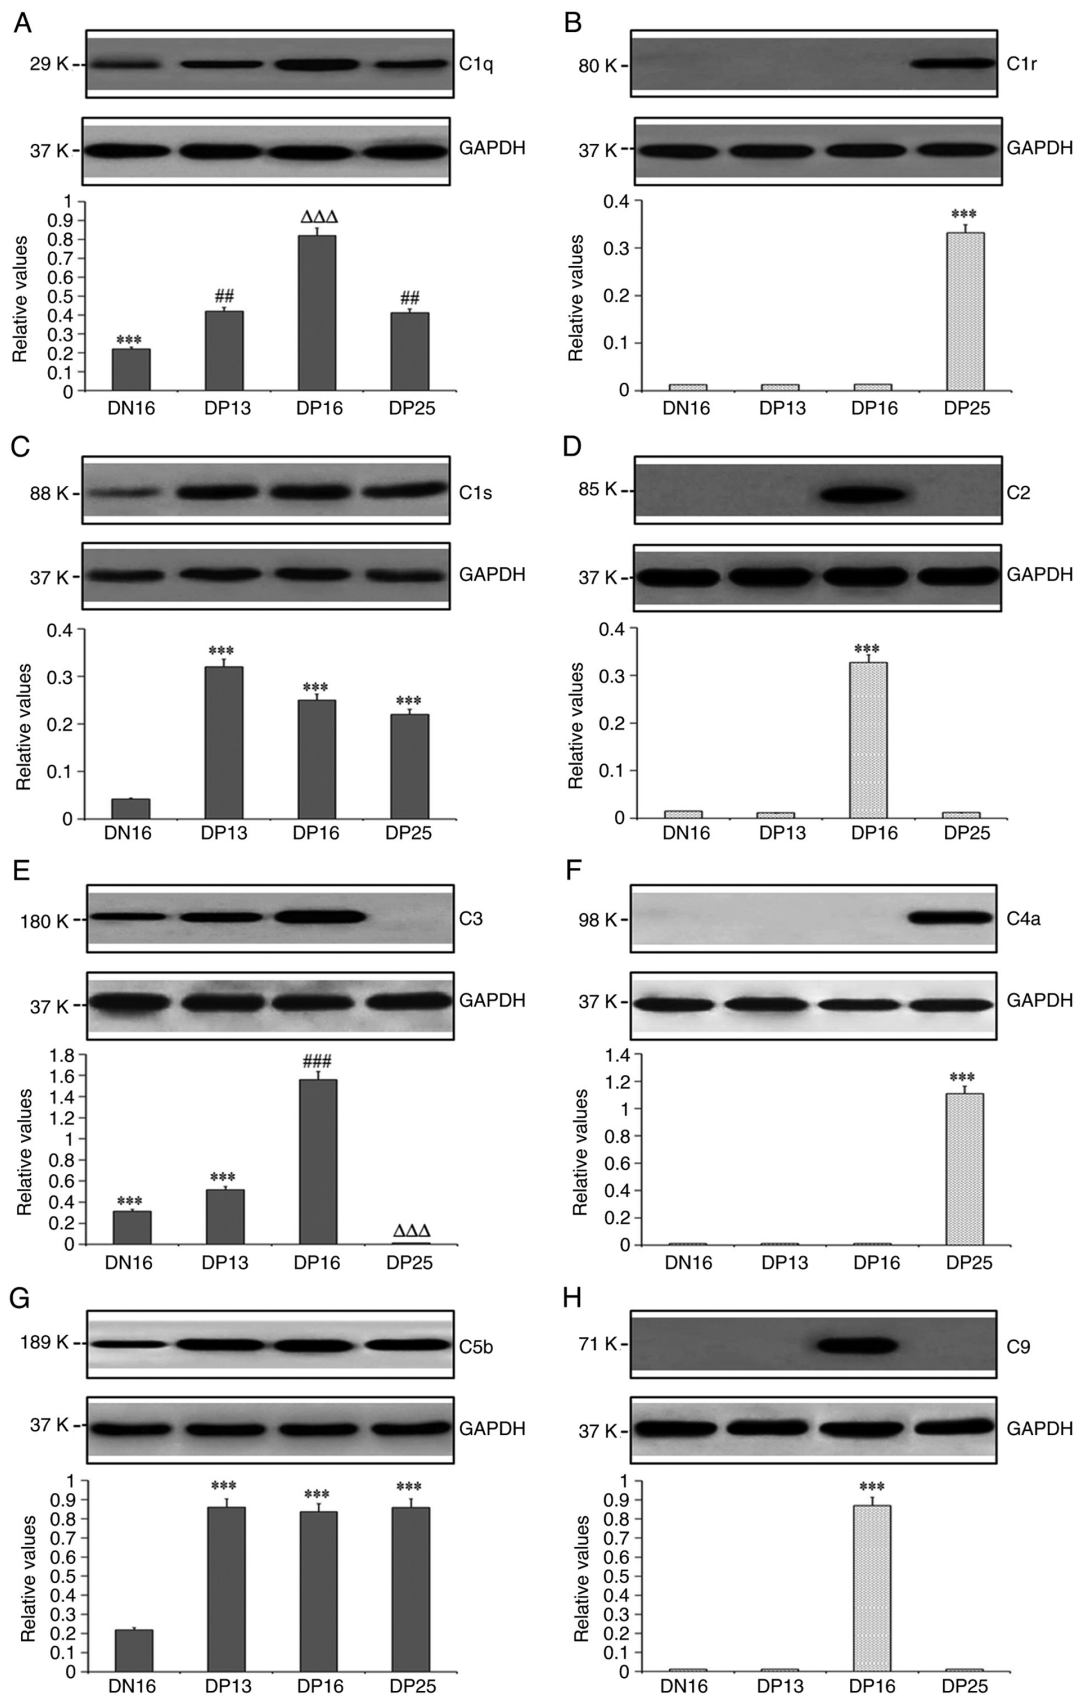 A
29 K
C1q
37 K
GAPDH
Relative values
1
0.9
0.8
0.7
0.6
0.5
0.4
0.3
0.2
0.1
0
***
##
ΔΔΔ
##
DN16 DP13 DP16 DP25
B
80 K
C1r
37 K
GAPDH
Relative values
0.4
0.3
0.2
0.1
0
***
DN16 DP13 DP16 DP25
C
88 K
C1s
37 K
GAPDH
Relative values
0.4
0.3
0.2
0.1
0
***
***
***
DN16 DP13 DP16 DP25
D
85 K
C2
37 K
GAPDH
Relative values
0.4
0.3
0.2
0.1
0
***
DN16 DP13 DP16 DP25
E
180 K
C3
37 K
GAPDH
Relative values
1.8
1.6
1.4
1.2
1
0.8
0.6
0.4
0.2
0
***
***
###
ΔΔΔ
DN16 DP13 DP16 DP25
F
98 K
C4a
37 K
GAPDH
Relative values
1.4
1.2
1
0.8
0.6
0.4
0.2
0
***
DN16 DP13 DP16 DP25
G
189 K
C5b
37 K
GAPDH
Relative values
1
0.9
0.8
0.7
0.6
0.5
0.4
0.3
0.2
0.1
0
***
***
***
DN16 DP13 DP16 DP25
H
71 K
C9
37 K
GAPDH
Relative values
1
0.9
0.8
0.7
0.6
0.5
0.4
0.3
0.2
0.1
0
***
DN16 DP13 DP16 DP25